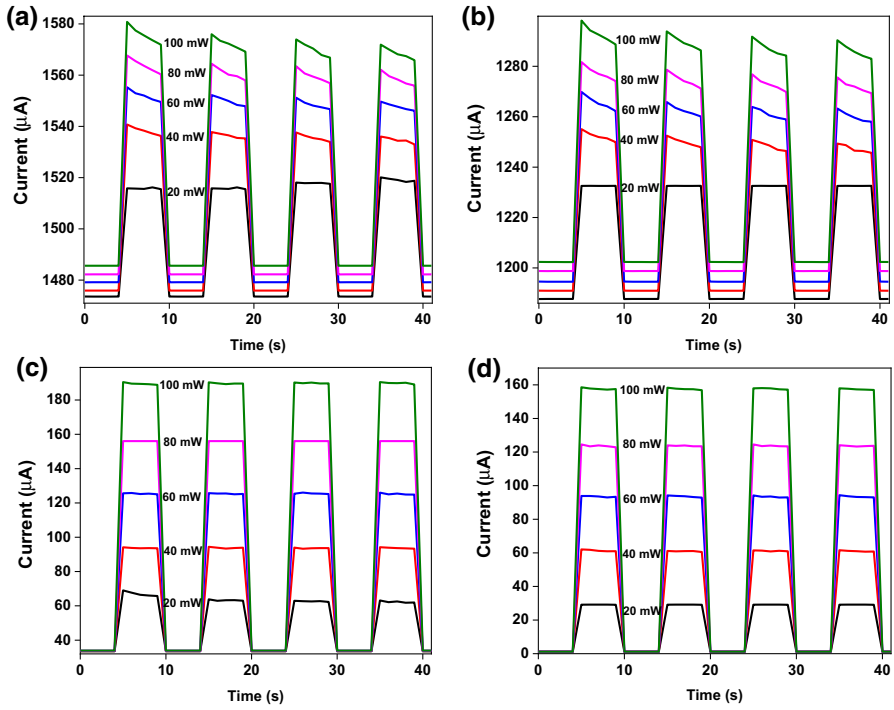 (a)
1580
1560
1540
1520
1500
1480
Current (µA)
100 mW
80 mW
60 mW
40 mW
20 mW
0
10
20
30
40
Time (s)
(b)
1280
1260
1240
1220
1200
Current (µA)
100 mW
80 mW
60 mW
40 mW
20 mW
0
10
20
30
40
Time (s)
(c)
180
160
140
120
100
80
60
40
Current (µA)
100 mW
80 mW
60 mW
40 mW
20 mW
0
10
20
30
40
Time (s)
(d)
160
140
120
100
80
60
40
20
0
Current (µA)
100 mW
80 mW
60 mW
40 mW
20 mW
0
10
20
30
40
Time (s)